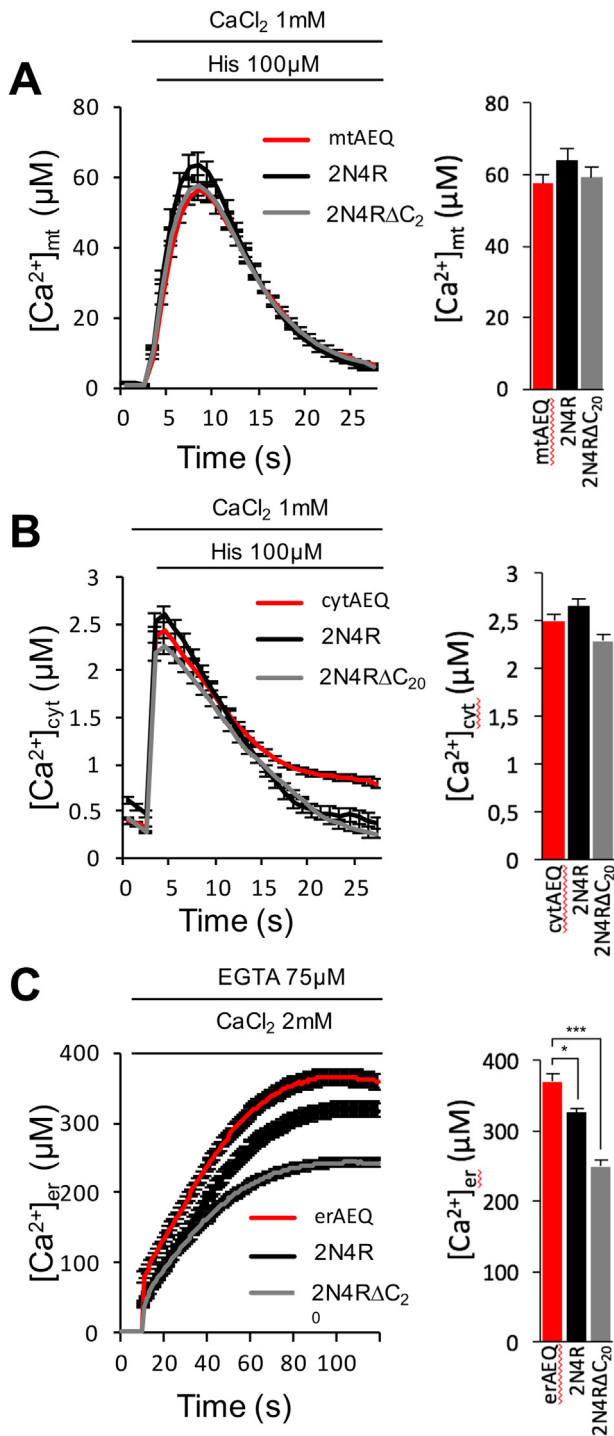 CaCl2 1mM
His 100µM
A
[Ca2+]mt (µM)
80
60
40
20
0
0 5 10 15 20 25
Time (s)
mtAEQ
2N4R
2N4RΔC2
[Ca2+]mt (µM)
80
60
40
20
0
mtAEQ
2N4R
2N4RΔC20
CaCl2 1mM
B
His 100µM
[Ca2+]cyt (µM)
3
2.5
2
1.5
1
0.5
0
0 5 10 15 20 25
Time (s)
cytAEQ
2N4R
2N4RΔC20
[Ca2+]cyt (µM)
3
2,5
2
1,5
1
0,5
0
cytAEQ
2N4R
2N4RΔC20
C
EGTA 75µM
CaCl2 2mM
[Ca2+]er (µM)
400
300
200
100
0
0 20 40 60 80 100
Time (s)
erAEQ
2N4R
2N4RΔC2
0
[Ca2+]er (µM)
400
300
200
100
0
***
*
erAEQ
2N4R
2N4RΔC20